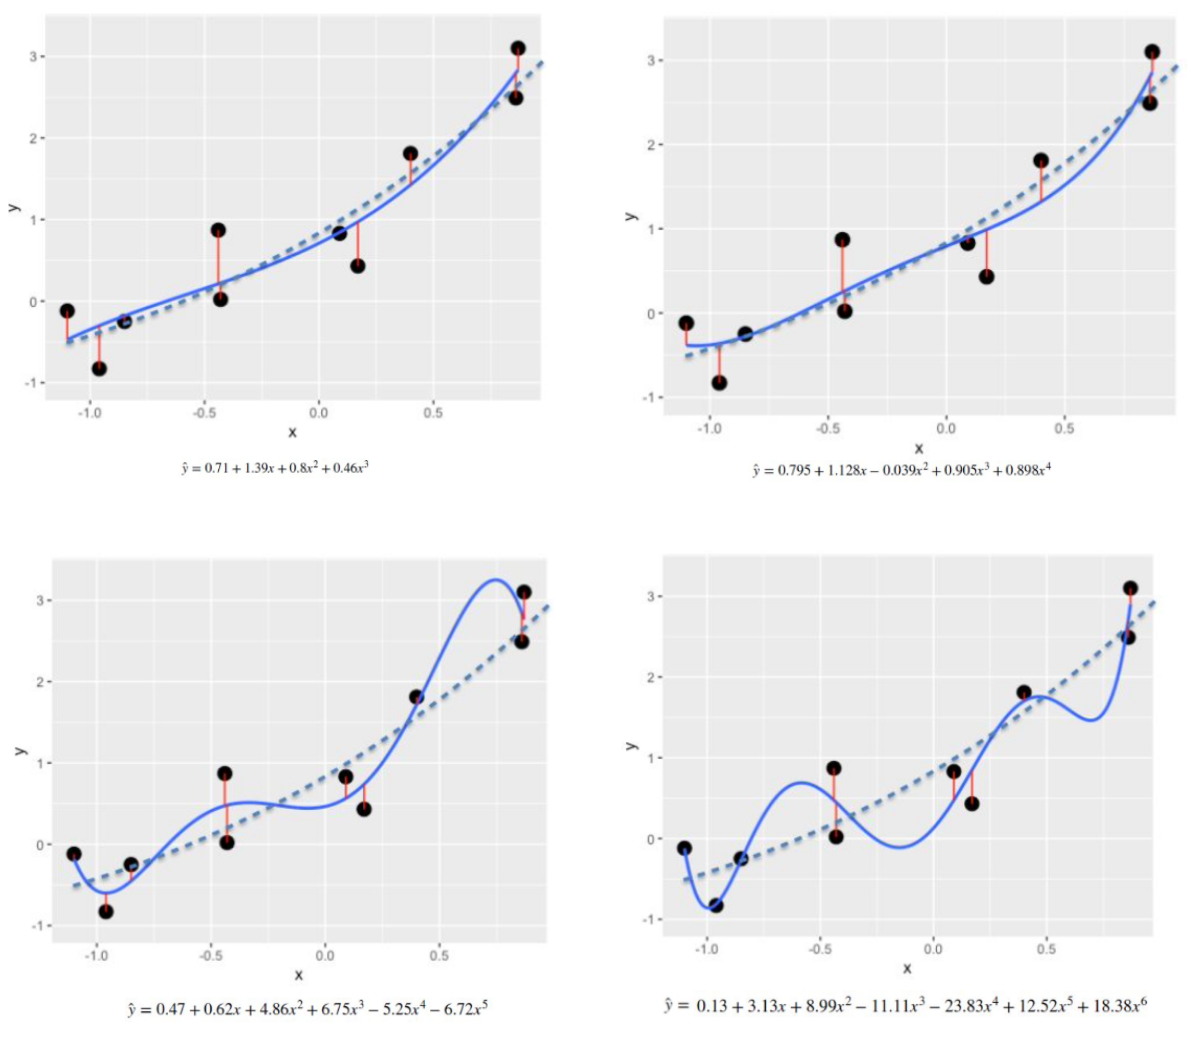 3
2
1
0
-1
y
-1.0 -0.5 0.0 0.5
x
ŷ = 0.71 + 1.39x + 0.8x² + 0.46x³
3
2
1
0
-1
y
-1.0 -0.5 0.0 0.5
x
ŷ = 0.795 + 1.128x − 0.039x² + 0.905x³ + 0.898x⁴
3
2
1
0
-1
y
-1.0 -0.5 0.0 0.5
x
ŷ = 0.47 + 0.62x + 4.86x² + 6.75x³ − 5.25x⁴ − 6.72x⁵
3
2
1
0
-1
y
-1.0 -0.5 0.0 0.5
x
ŷ = 0.13 + 3.13x + 8.99x² − 11.11x³ − 23.83x⁴ + 12.52x⁵ + 18.38x⁶